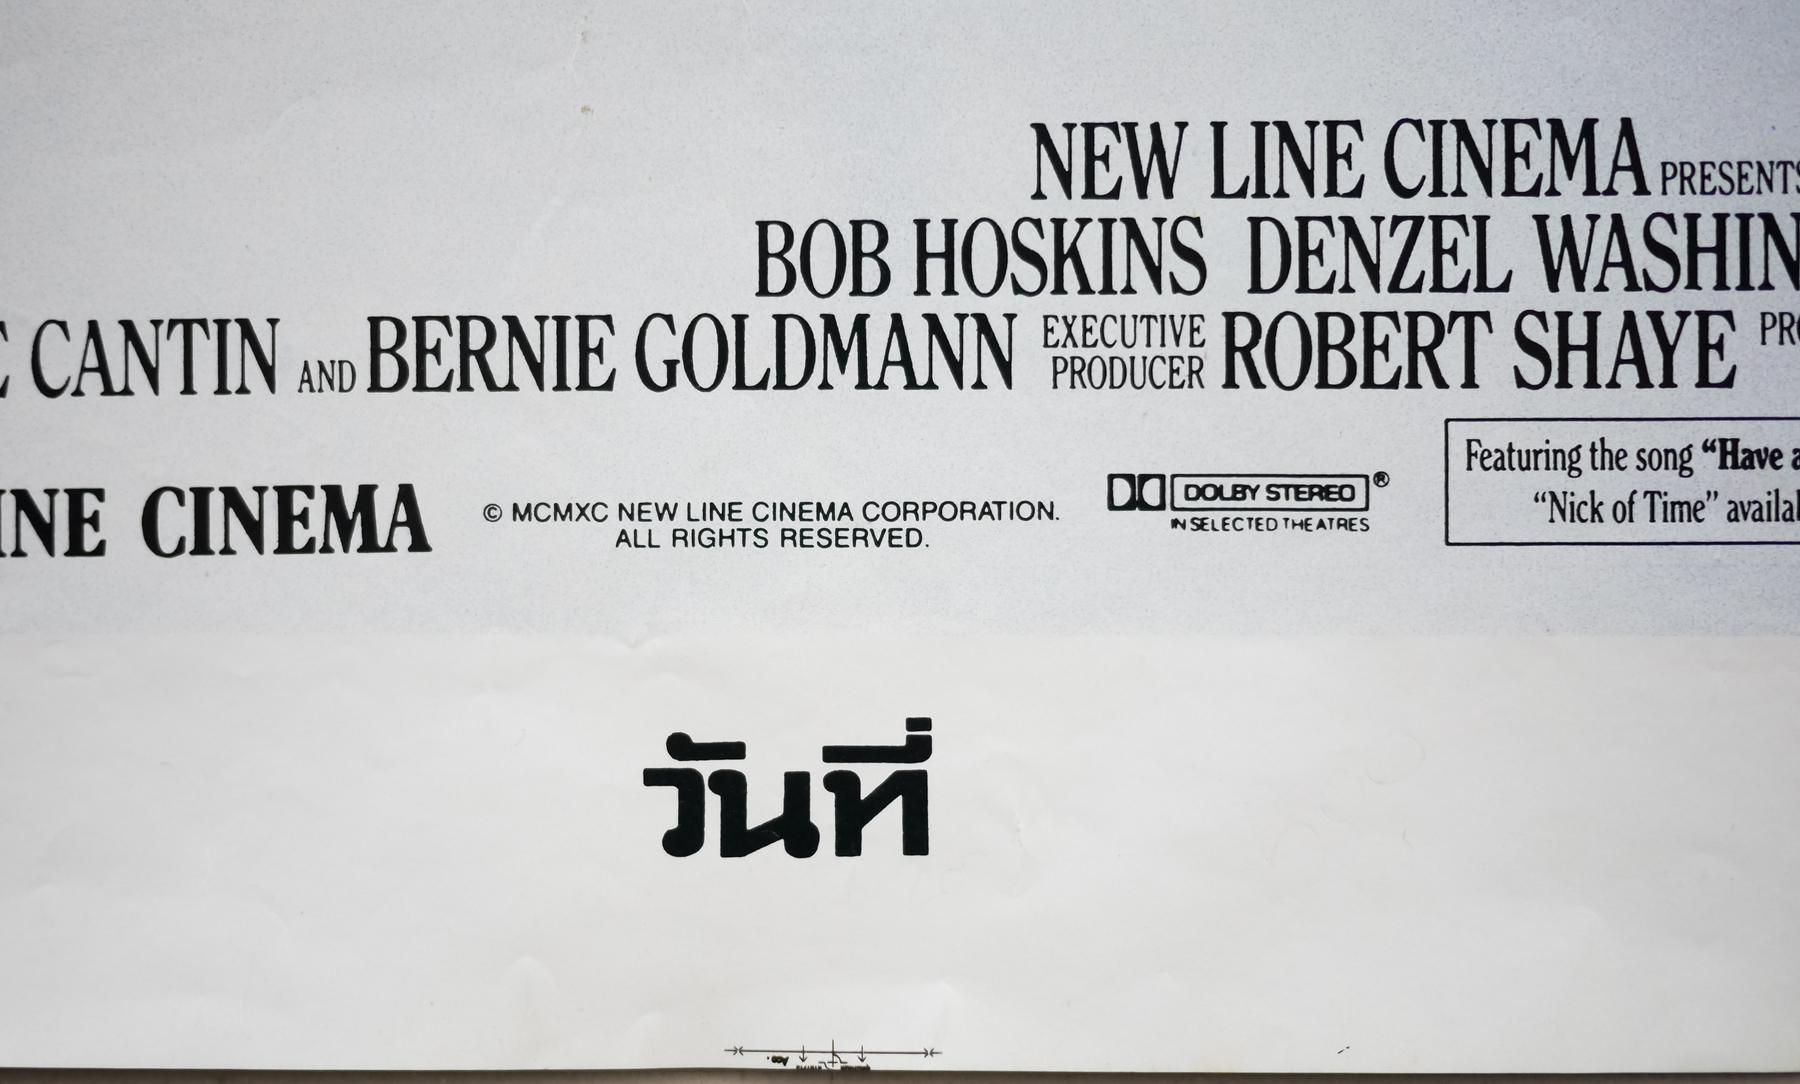 NEW LINE CINEMA PRESENTS
BOB HOSKINS DENZEL WASHIN
CANTIN AND BERNIE GOLDMANN EXECUTIVE PRODUCER ROBERT SHAYE PRO
INE CINEMA © MCMXC NEW LINE CINEMA CORPORATION.
ALL RIGHTS RESERVED.
DOLBY STEREO ®
IN SELECTED THEATRES
Featuring the song “Have a
“Nick of Time” availa
วันที่